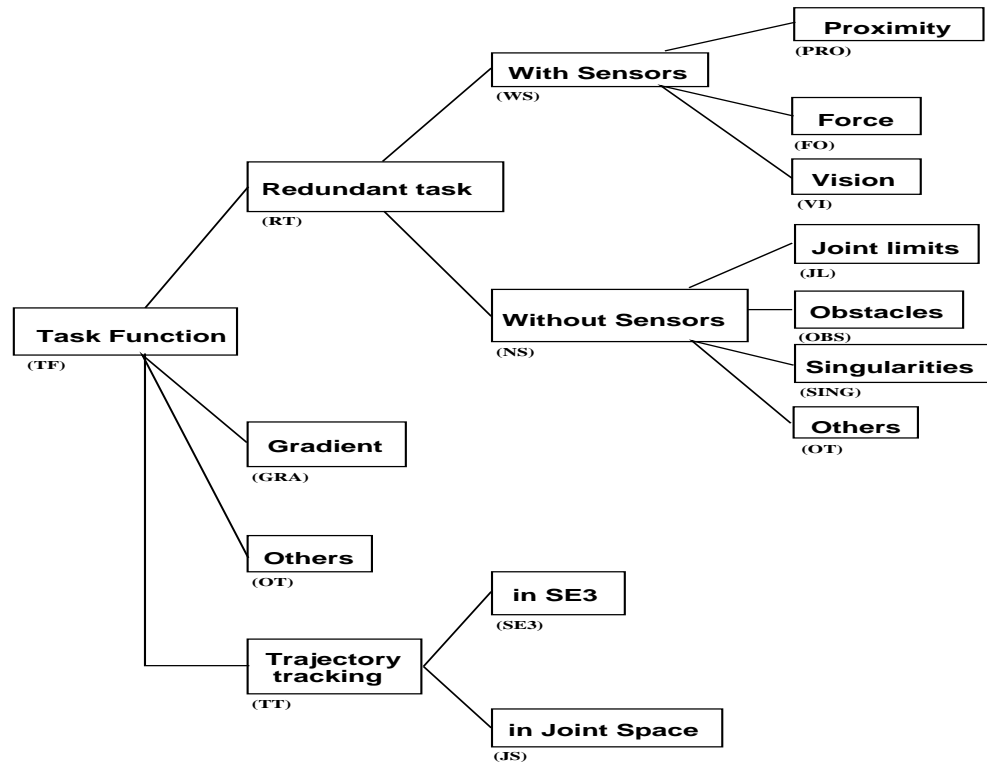 Proximity
(PRO)
With Sensors
(WS)
Force
(FO)
Vision
(VI)
Redundant task
(RT)
Joint limits
(JL)
Without Sensors
(NS)
Obstacles
(OBS)
Singularities
(SING)
Others
(OT)
Task Function
(TF)
Gradient
(GRA)
Others
(OT)
in SE3
(SE3)
Trajectory
tracking
(TT)
in Joint Space
(JS)